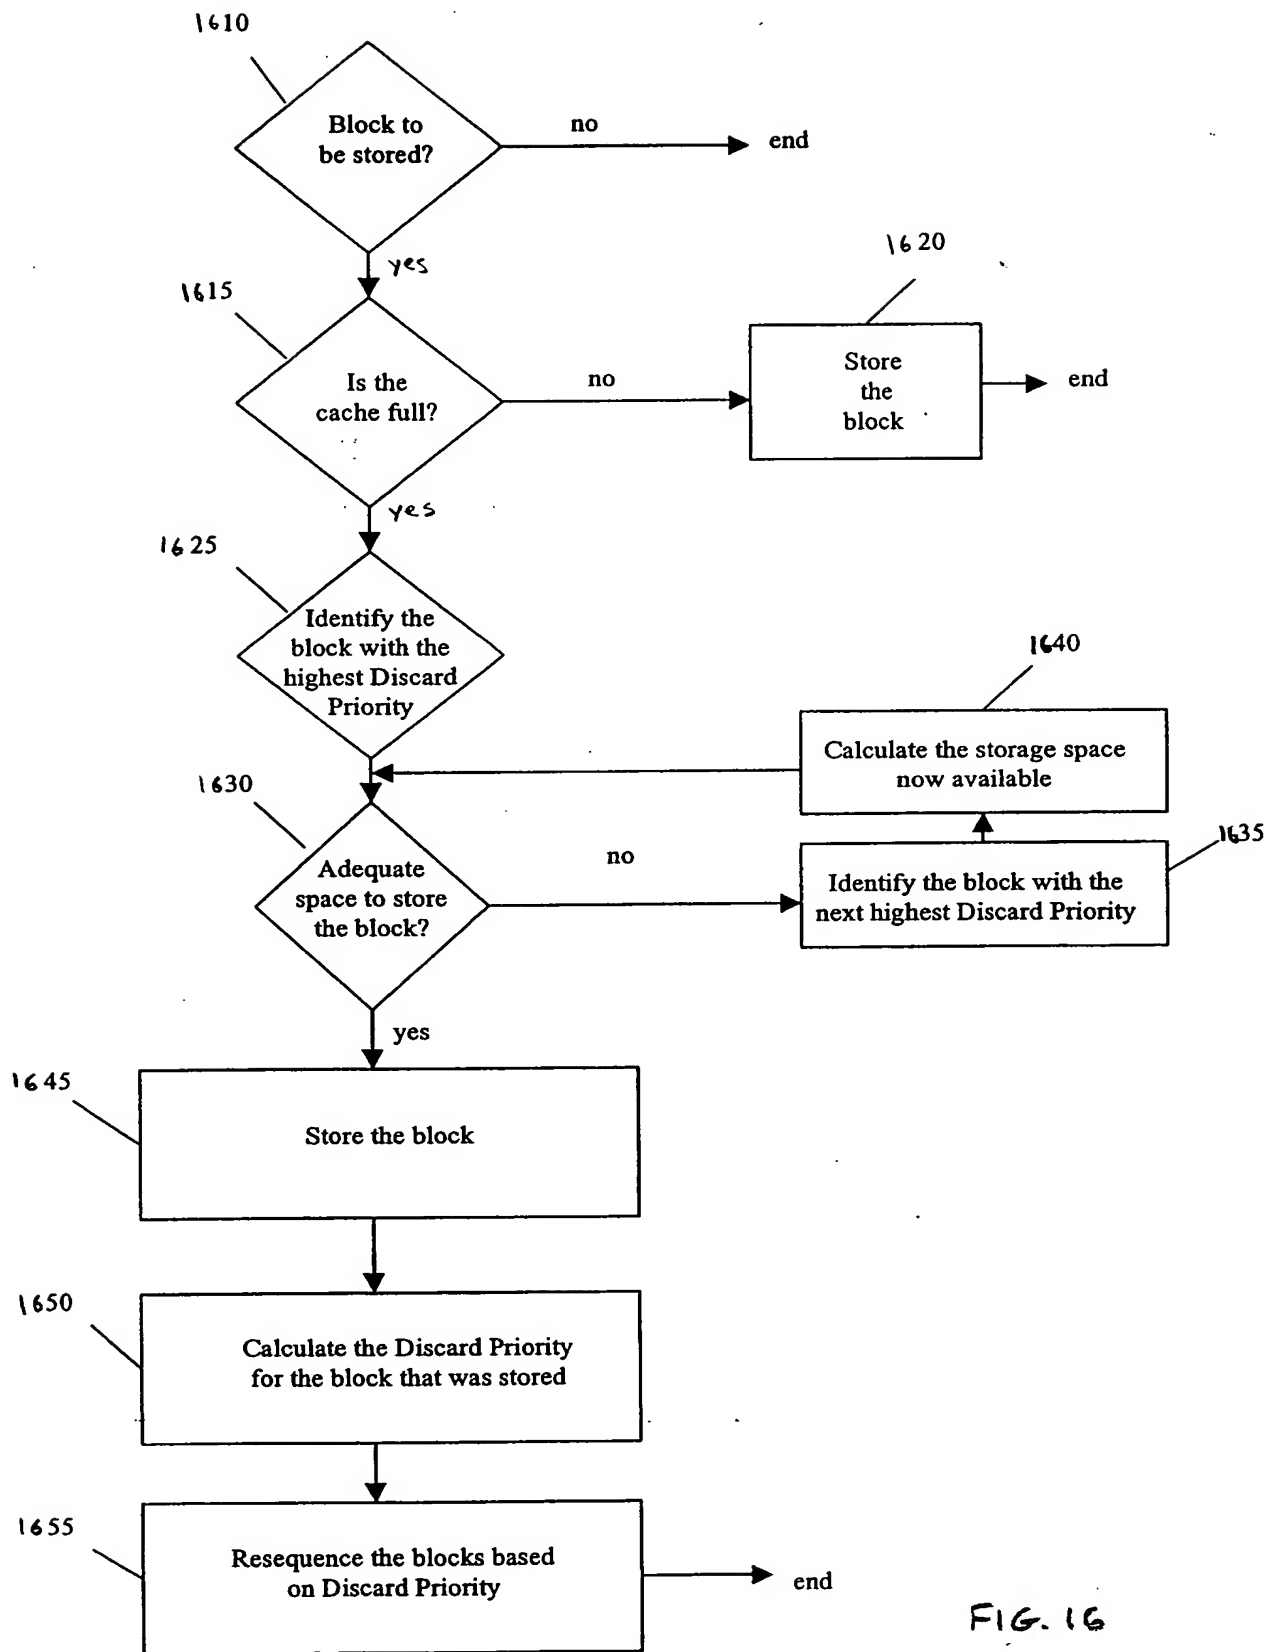 1610
Block to
be stored?
no
end
yes
1615
1620
Is the
cache full?
no
Store
the
block
end
yes
1625
Identify the
block with the
highest Discard
Priority
1640
Calculate the storage space
now available
1630
1635
Adequate
space to store
the block?
no
Identify the block with the
next highest Discard Priority
yes
1645
Store the block
1650
Calculate the Discard Priority
for the block that was stored
1655
Resequence the blocks based
on Discard Priority
end
FIG. 16